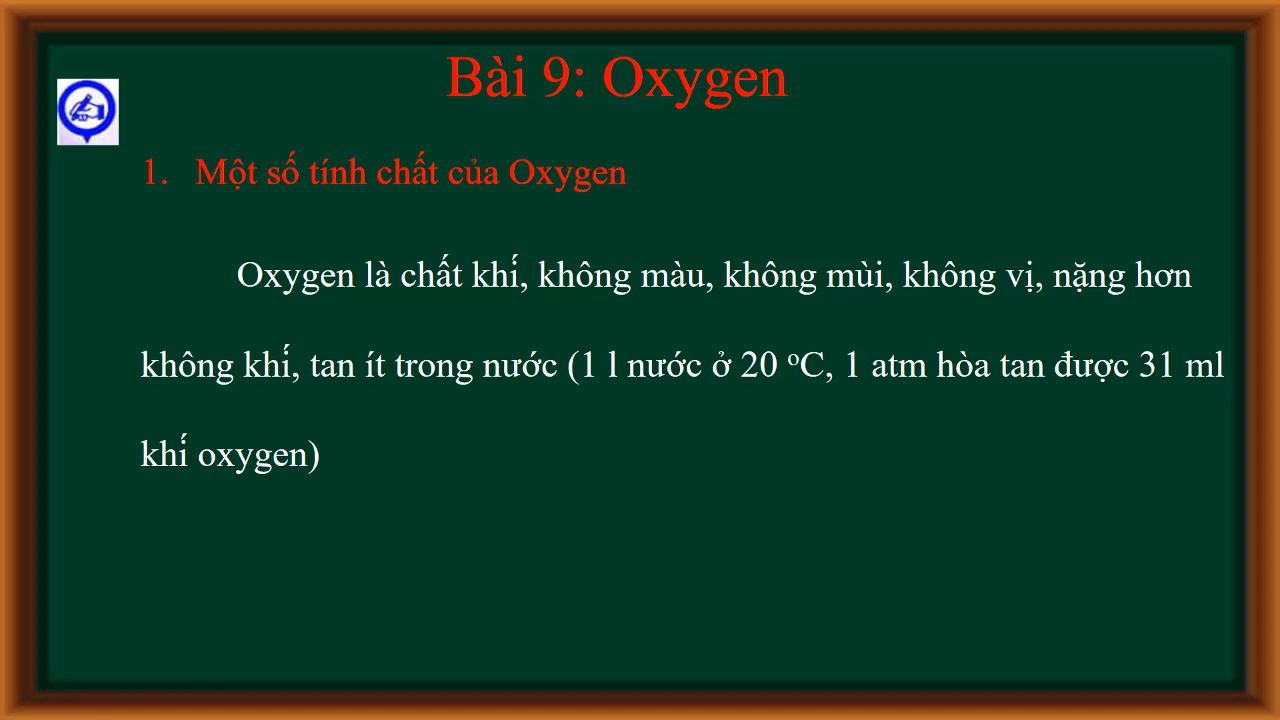 Bài 9: Oxygen
1. Một số tính chất của Oxygen
Oxygen là chất khí, không màu, không mùi, không vị, nặng hơn
không khí, tan ít trong nước (1 l nước ở 20 ᵒC, 1 atm hòa tan được 31 ml
khí oxygen)